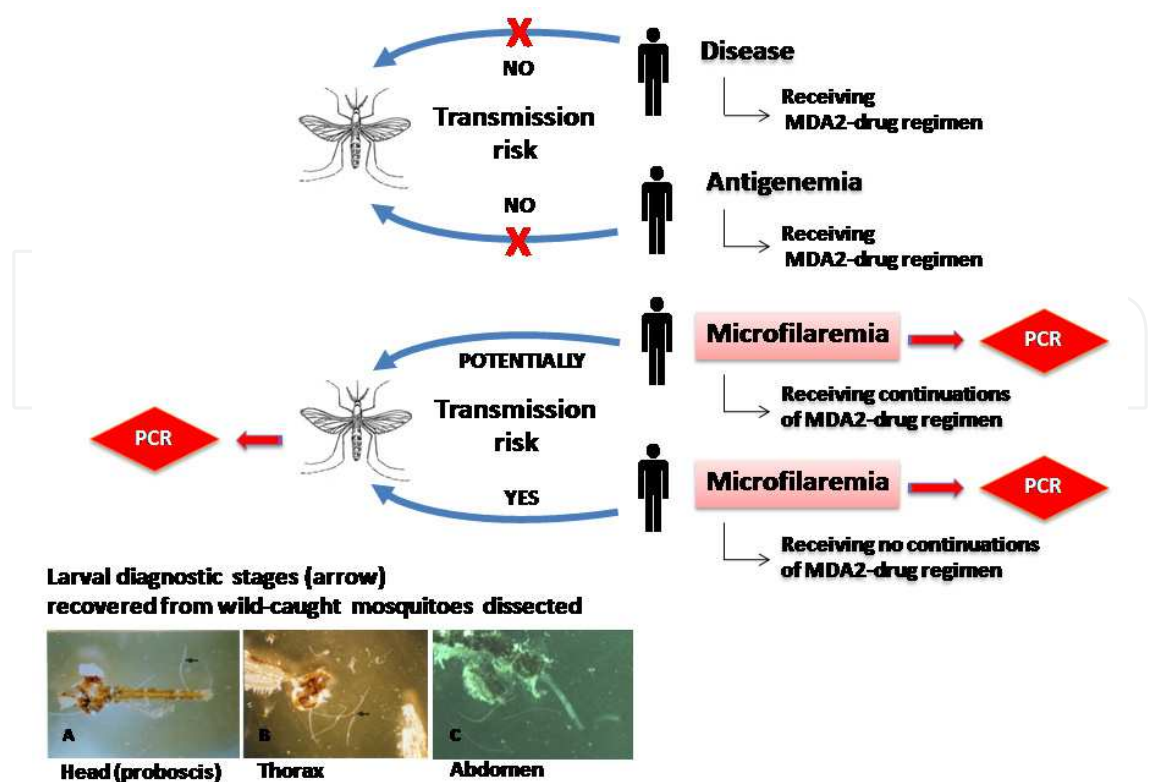 X
NO
Disease
Receiving
MDA2-drug regimen
Transmission
risk
Antigenemia
NO
X
Receiving
MDA2-drug regimen
Microfilaremia
PCR
POTENTIALLY
Receiving continuations
of MDA2-drug regimen
Transmission
risk
PCR
Microfilaremia
PCR
YES
Receiving no continuations
of MDA2-drug regimen
Larval diagnostic stages (arrow)
recovered from wild-caught mosquitoes dissected
A
B
C
Head (proboscis)
Thorax
Abdomen